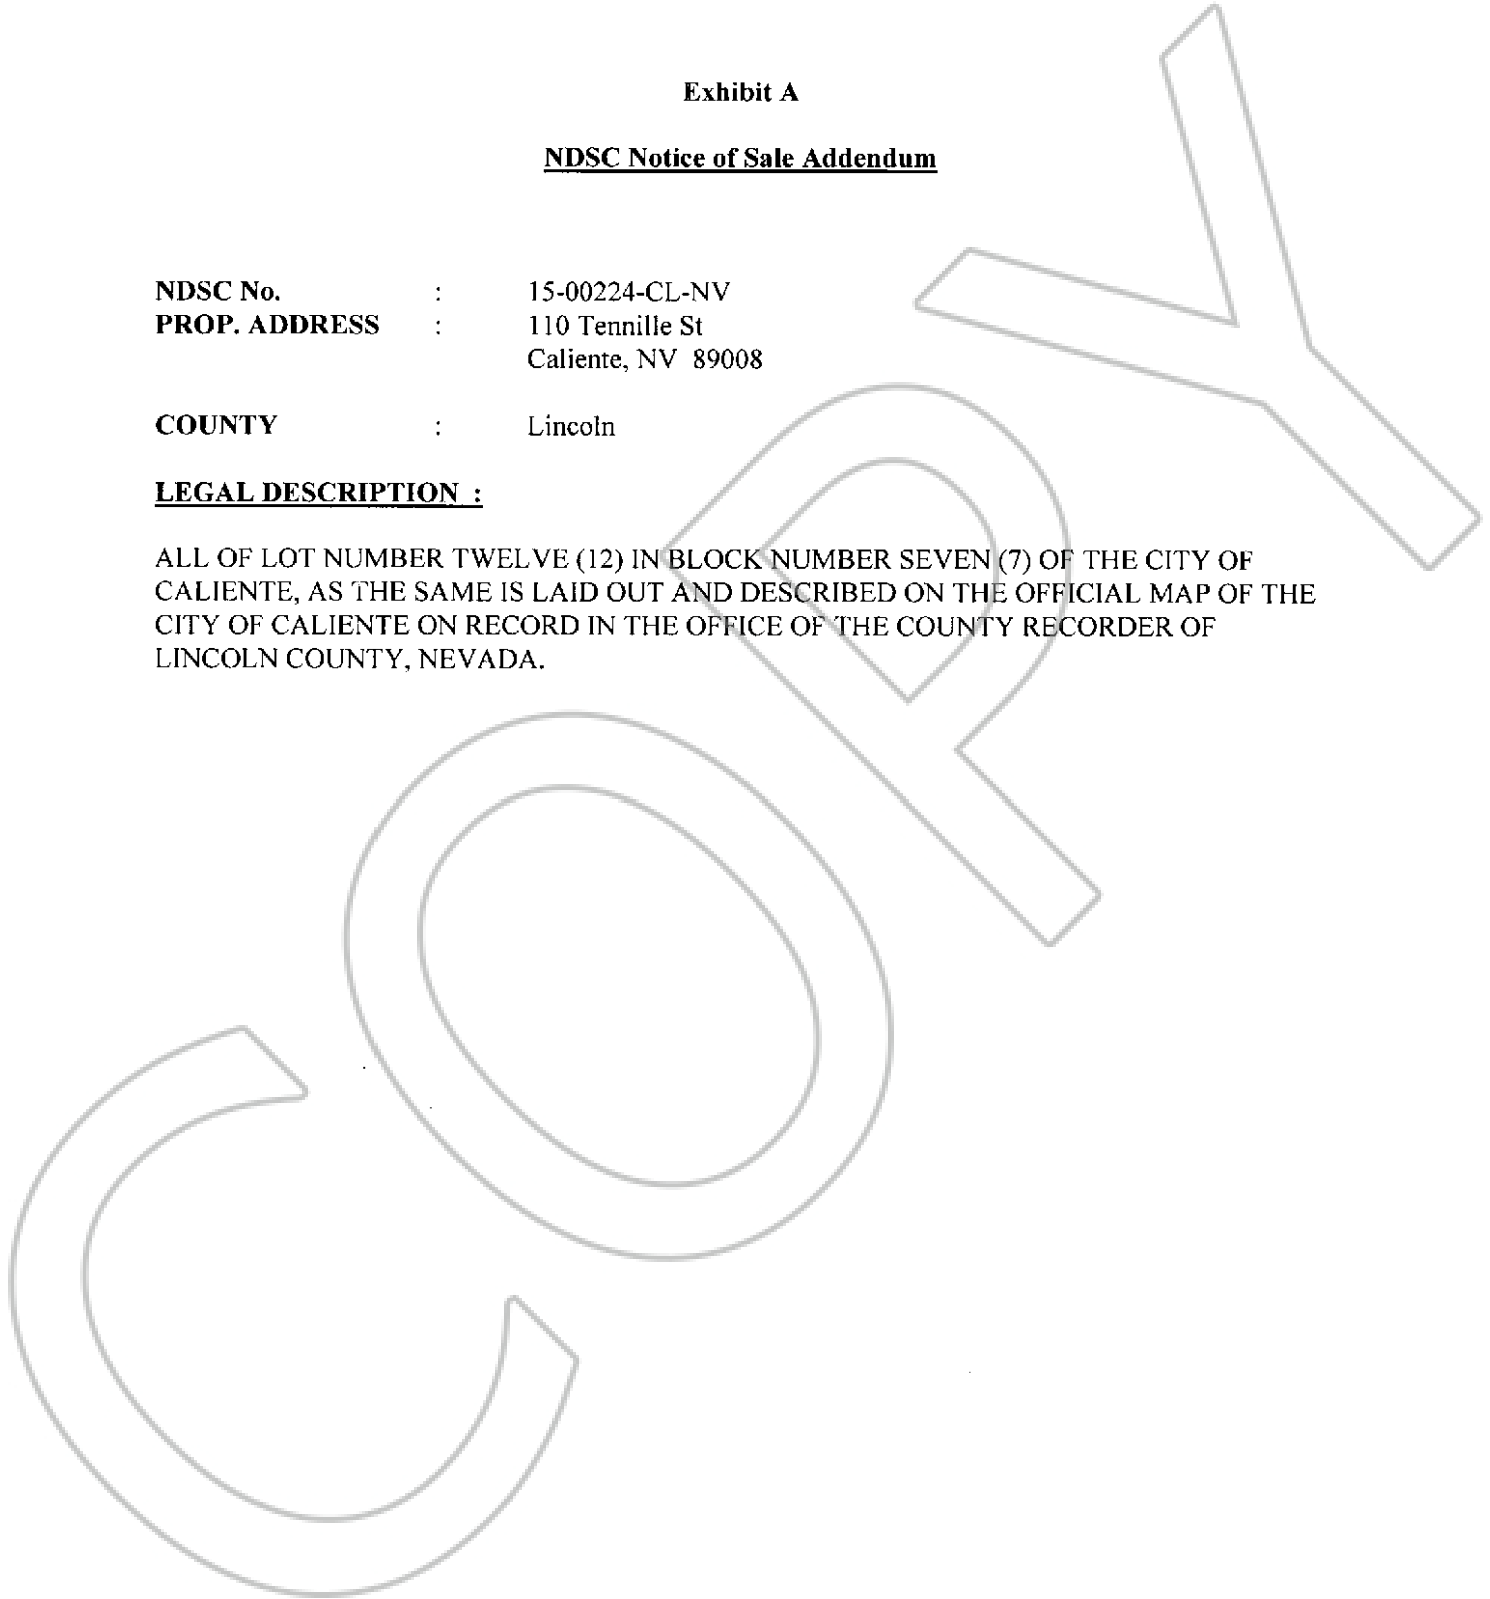 Exhibit A
NDSC Notice of Sale Addendum
NDSC No. : 15-00224-CL-NV
PROP. ADDRESS : 110 Tennille St
Caliente, NV 89008
COUNTY : Lincoln
LEGAL DESCRIPTION :
ALL OF LOT NUMBER TWELVE (12) IN BLOCK NUMBER SEVEN (7) OF THE CITY OF
CALIENTE, AS THE SAME IS LAID OUT AND DESCRIBED ON THE OFFICIAL MAP OF THE
CITY OF CALIENTE ON RECORD IN THE OFFICE OF THE COUNTY RECORDER OF
LINCOLN COUNTY, NEVADA.
COPY